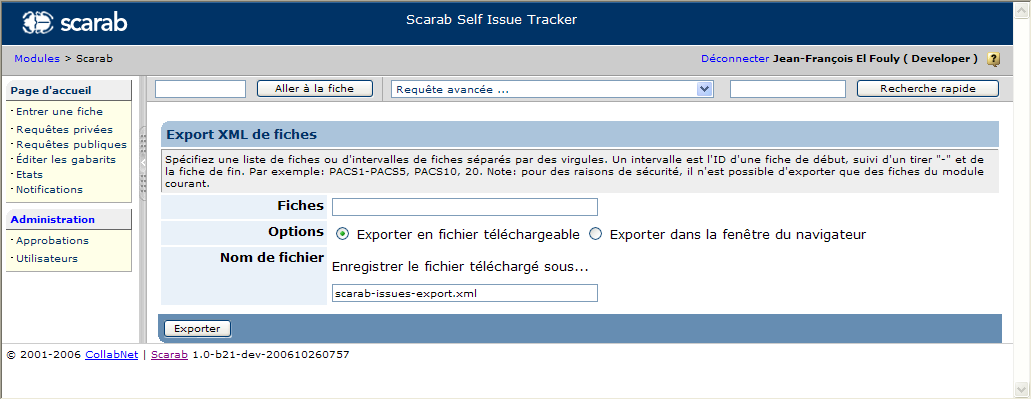 scarab
Scarab Self Issue Tracker
Modules > Scarab
Déconnecter Jean-François El Fouly ( Developer ) ?
Page d'accueil
Entrer une fiche
Requêtes privées
Requêtes publiques
Éditer les gabarits
Etats
Notifications
Administration
Approbations
Utilisateurs
Aller à la fiche
Requête avancée ...
Recherche rapide
Export XML de fiches
Spécifiez une liste de fiches ou d'intervalles de fiches séparés par des virgules. Un intervalle est l'ID d'une fiche de début, suivi d'un tirer "-" et de
la fiche de fin. Par exemple: PACS1-PACS5, PACS10, 20. Note: pour des raisons de sécurité, il n'est possible d'exporter que des fiches du module
courant.
Fiches
Options Exporter en fichier téléchargeable Exporter dans la fenêtre du navigateur
Nom de fichier Enregistrer le fichier téléchargé sous...
scarab-issues-export.xml
Exporter
© 2001-2006 CollabNet | Scarab 1.0-b21-dev-200610260757